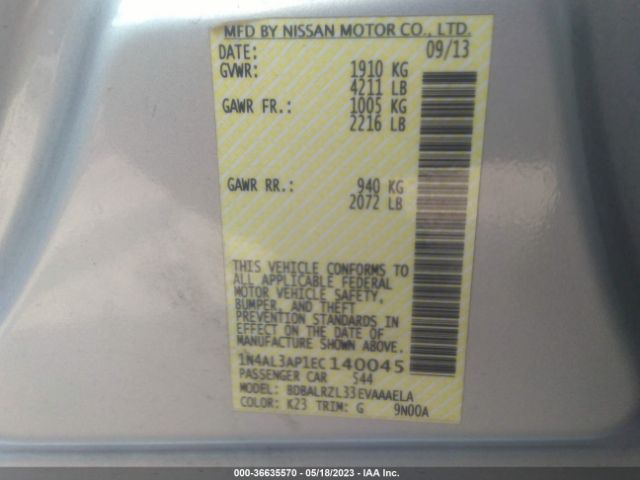 MFD BY NISSAN MOTOR CO., LTD.
DATE: 09/13
GVWR: 1910 KG
4211 LB
GAWR FR.: 1005 KG
2216 LB
GAWR RR.: 940 KG
2072 LB
THIS VEHICLE CONFORMS TO
ALL APPLICABLE FEDERAL
MOTOR VEHICLE SAFETY,
BUMPER, AND THEFT
PREVENTION STANDARDS IN
EFFECT ON THE DATE OF
MANUFACTURE SHOWN ABOVE.
1N4AL3AP1EC 140045
PASSENGER CAR 544
MODEL: BDBALRZL33EVAAAELA
COLOR: K23 TRIM: G 9N00A
000-36635570 - 05/18/2023 - IAA Inc.